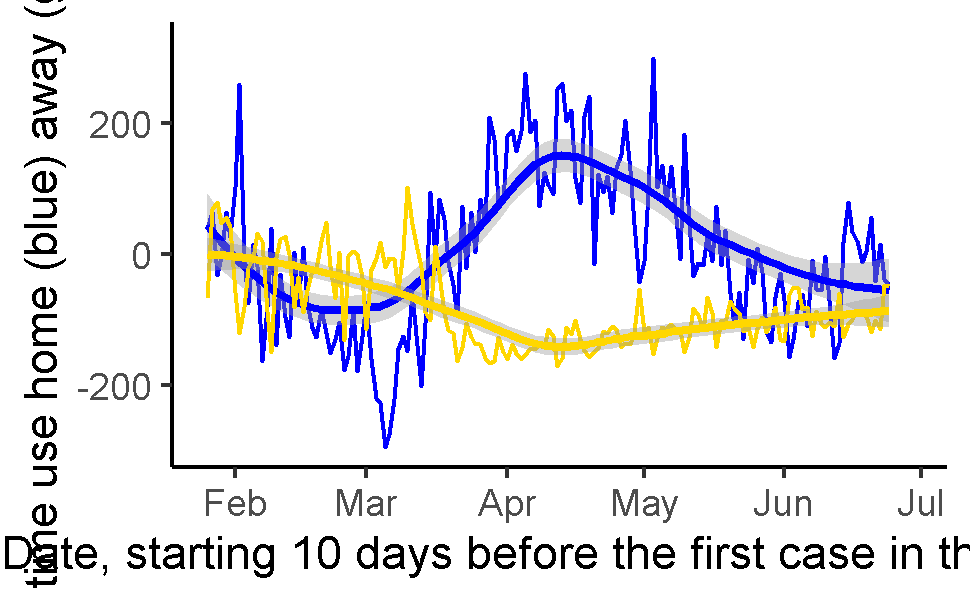 time use home (blue) away (
200
0
-200
Feb Mar Apr May Jun Jul
Date, starting 10 days before the first case in th